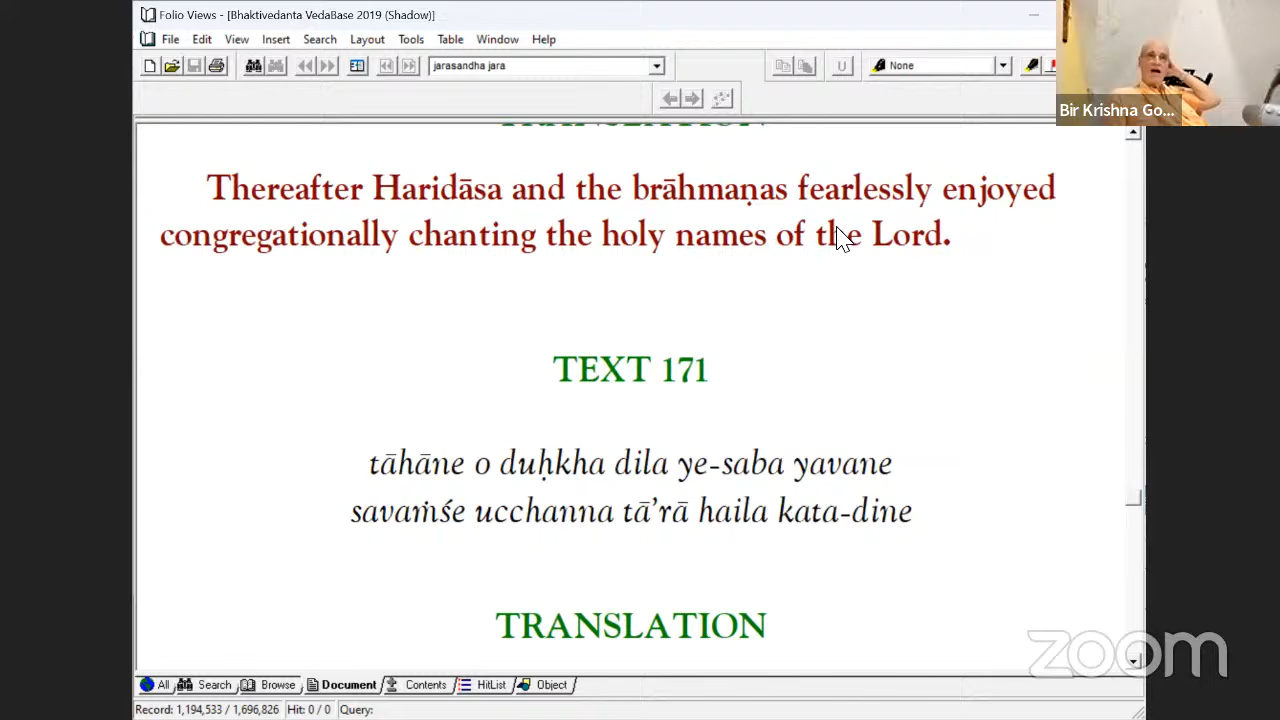 Folio Views - [Bhaktivedanta VedaBase 2019 (Shadow)]
File Edit View Insert Search Layout Tools Table Window Help
jarasandha jara
U
None
Bir Krishna Go...
TRANSLATION
Thereafter Haridāsa and the brāhmaṇas fearlessly enjoyed
congregationally chanting the holy names of the Lord.
TEXT 171
tāhāne o duḥkha dila ye-saba yavane
savaṁśe ucchanna tā’rā haila kata-dine
TRANSLATION
zoom
All Search Browse Document Contents HitList Object
Record: 1,194,533 / 1,696,826 Hit: 0 / 0 Query: